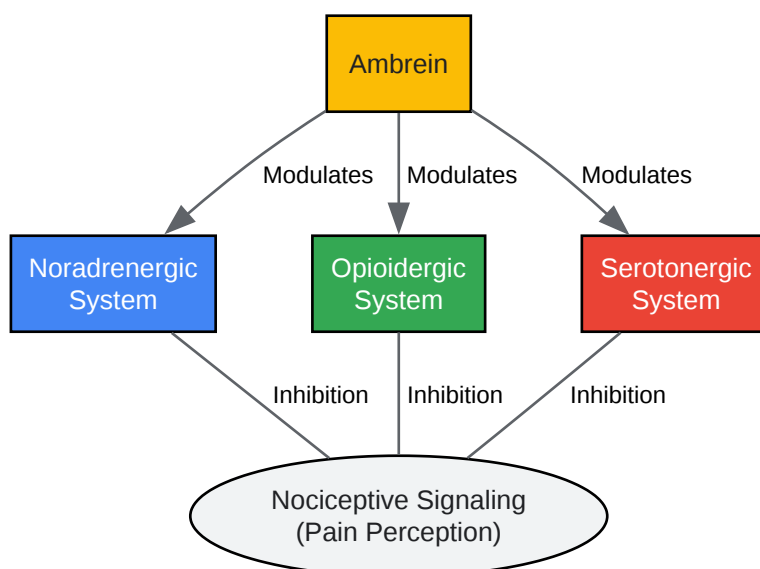 Ambrein
Modulates
Modulates
Modulates
Noradrenergic
System
Opioidergic
System
Serotonergic
System
Inhibition
Inhibition
Inhibition
Nociceptive Signaling
(Pain Perception)